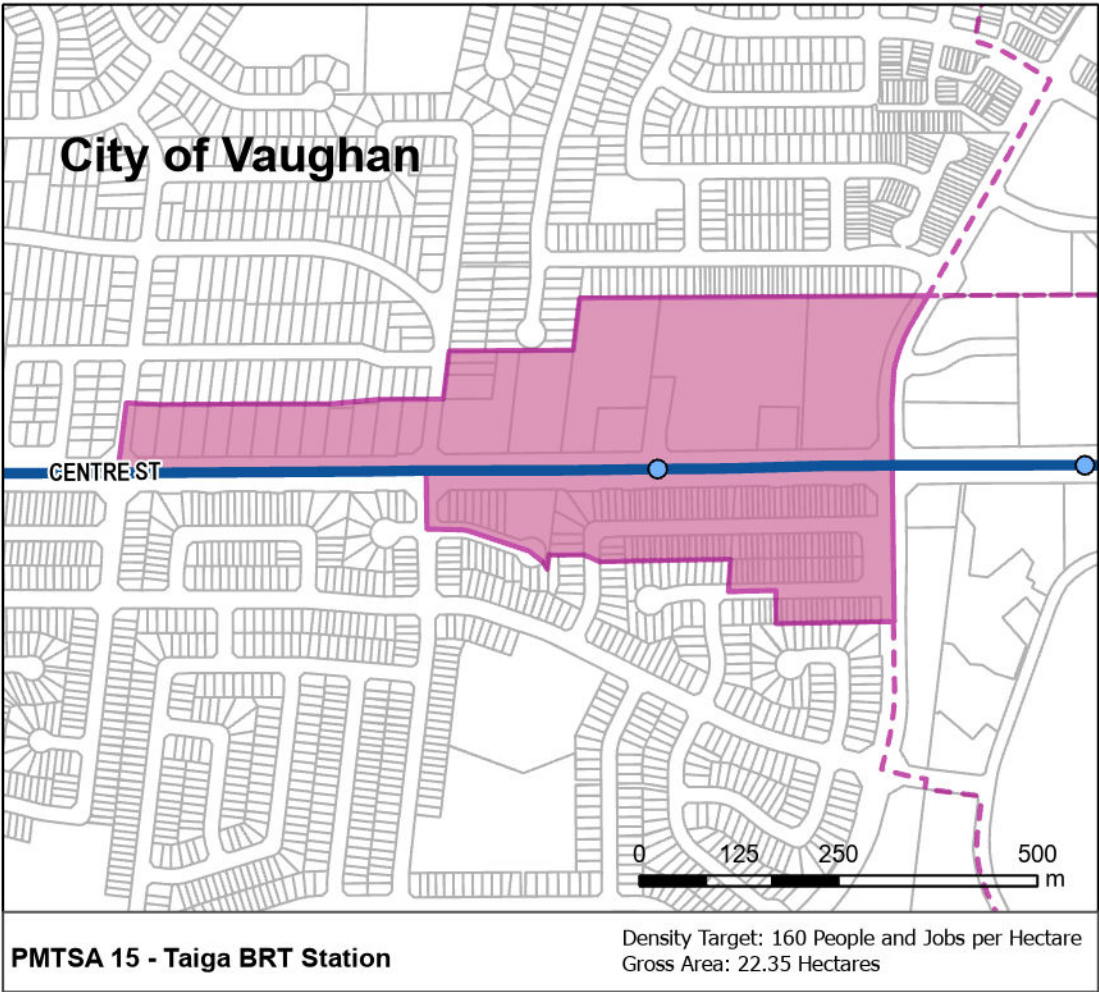 City of Vaughan
CENTRE ST
0 125 250 500
m
PMTSA 15 - Taiga BRT Station
Density Target: 160 People and Jobs per Hectare
Gross Area: 22.35 Hectares